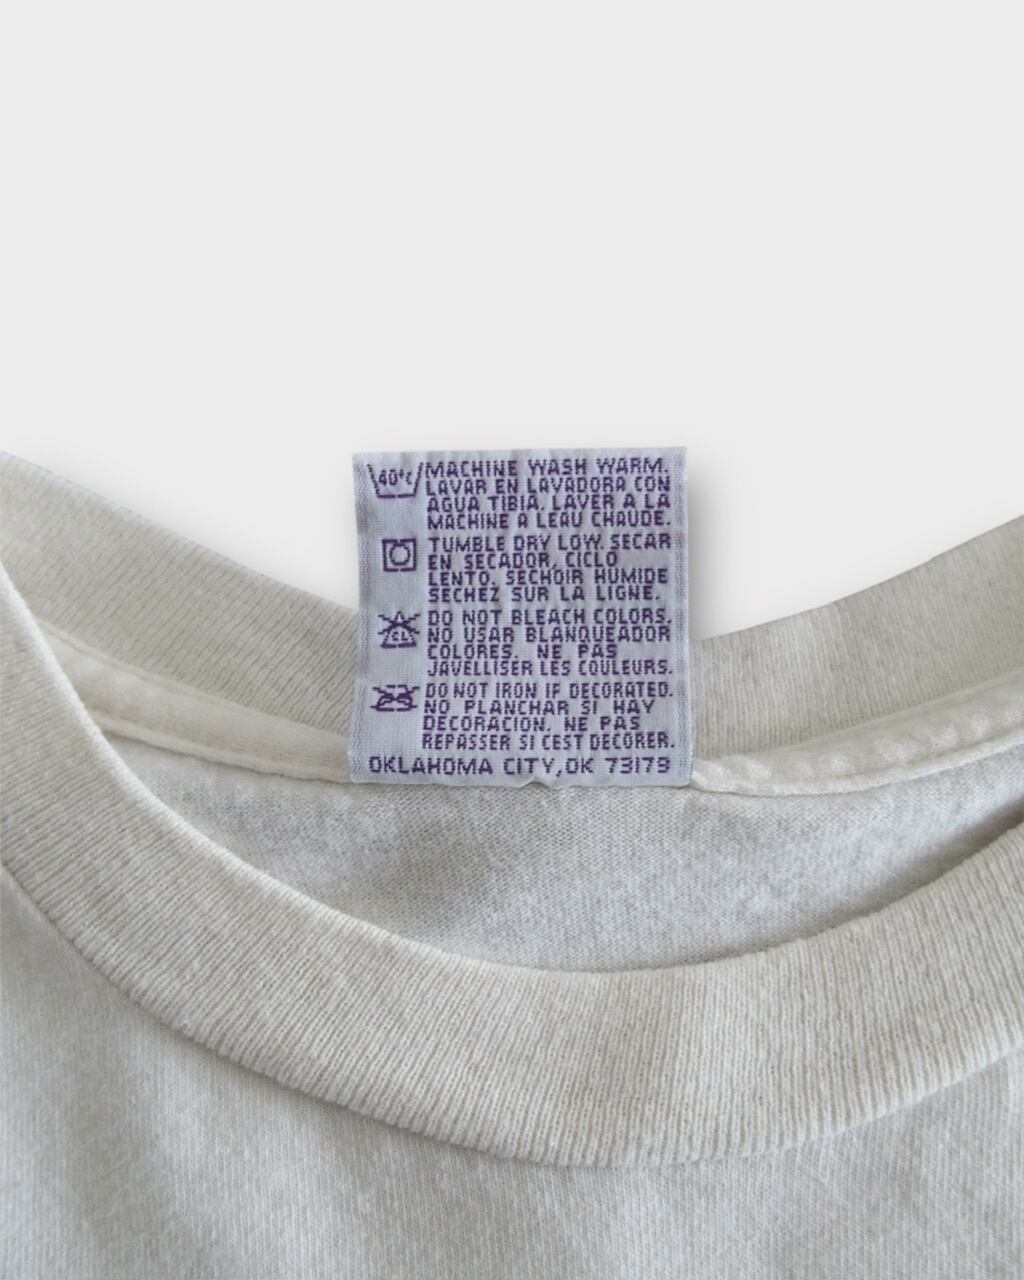 40°C
MACHINE WASH WARM.
LAVAR EN LAVADORA CON
AGUA TIBIA. LAVER A LA
MACHINE A LEAU CHAUDE.
TUMBLE DRY LOW. SECAR
EN SECADOR, CICLO
LENTO. SECHOIR HUMIDE
SECHEZ SUR LA LIGNE.
CL
DO NOT BLEACH COLORS.
NO USAR BLANQUEADOR
COLORES. NE PAS
JAVELLISER LES COULEURS.
DO NOT IRON IF DECORATED.
NO PLANCHAR SI HAY
DECORACION. NE PAS
REPASSER SI CEST DECORER.
OKLAHOMA CITY, OK 73179